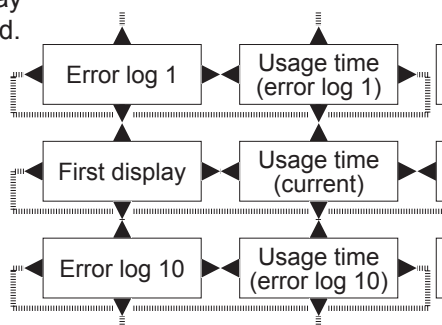 ay
d.
Error log 1
Usage time
(error log 1)
First display
Usage time
(current)
Error log 10
Usage time
(error log 10)